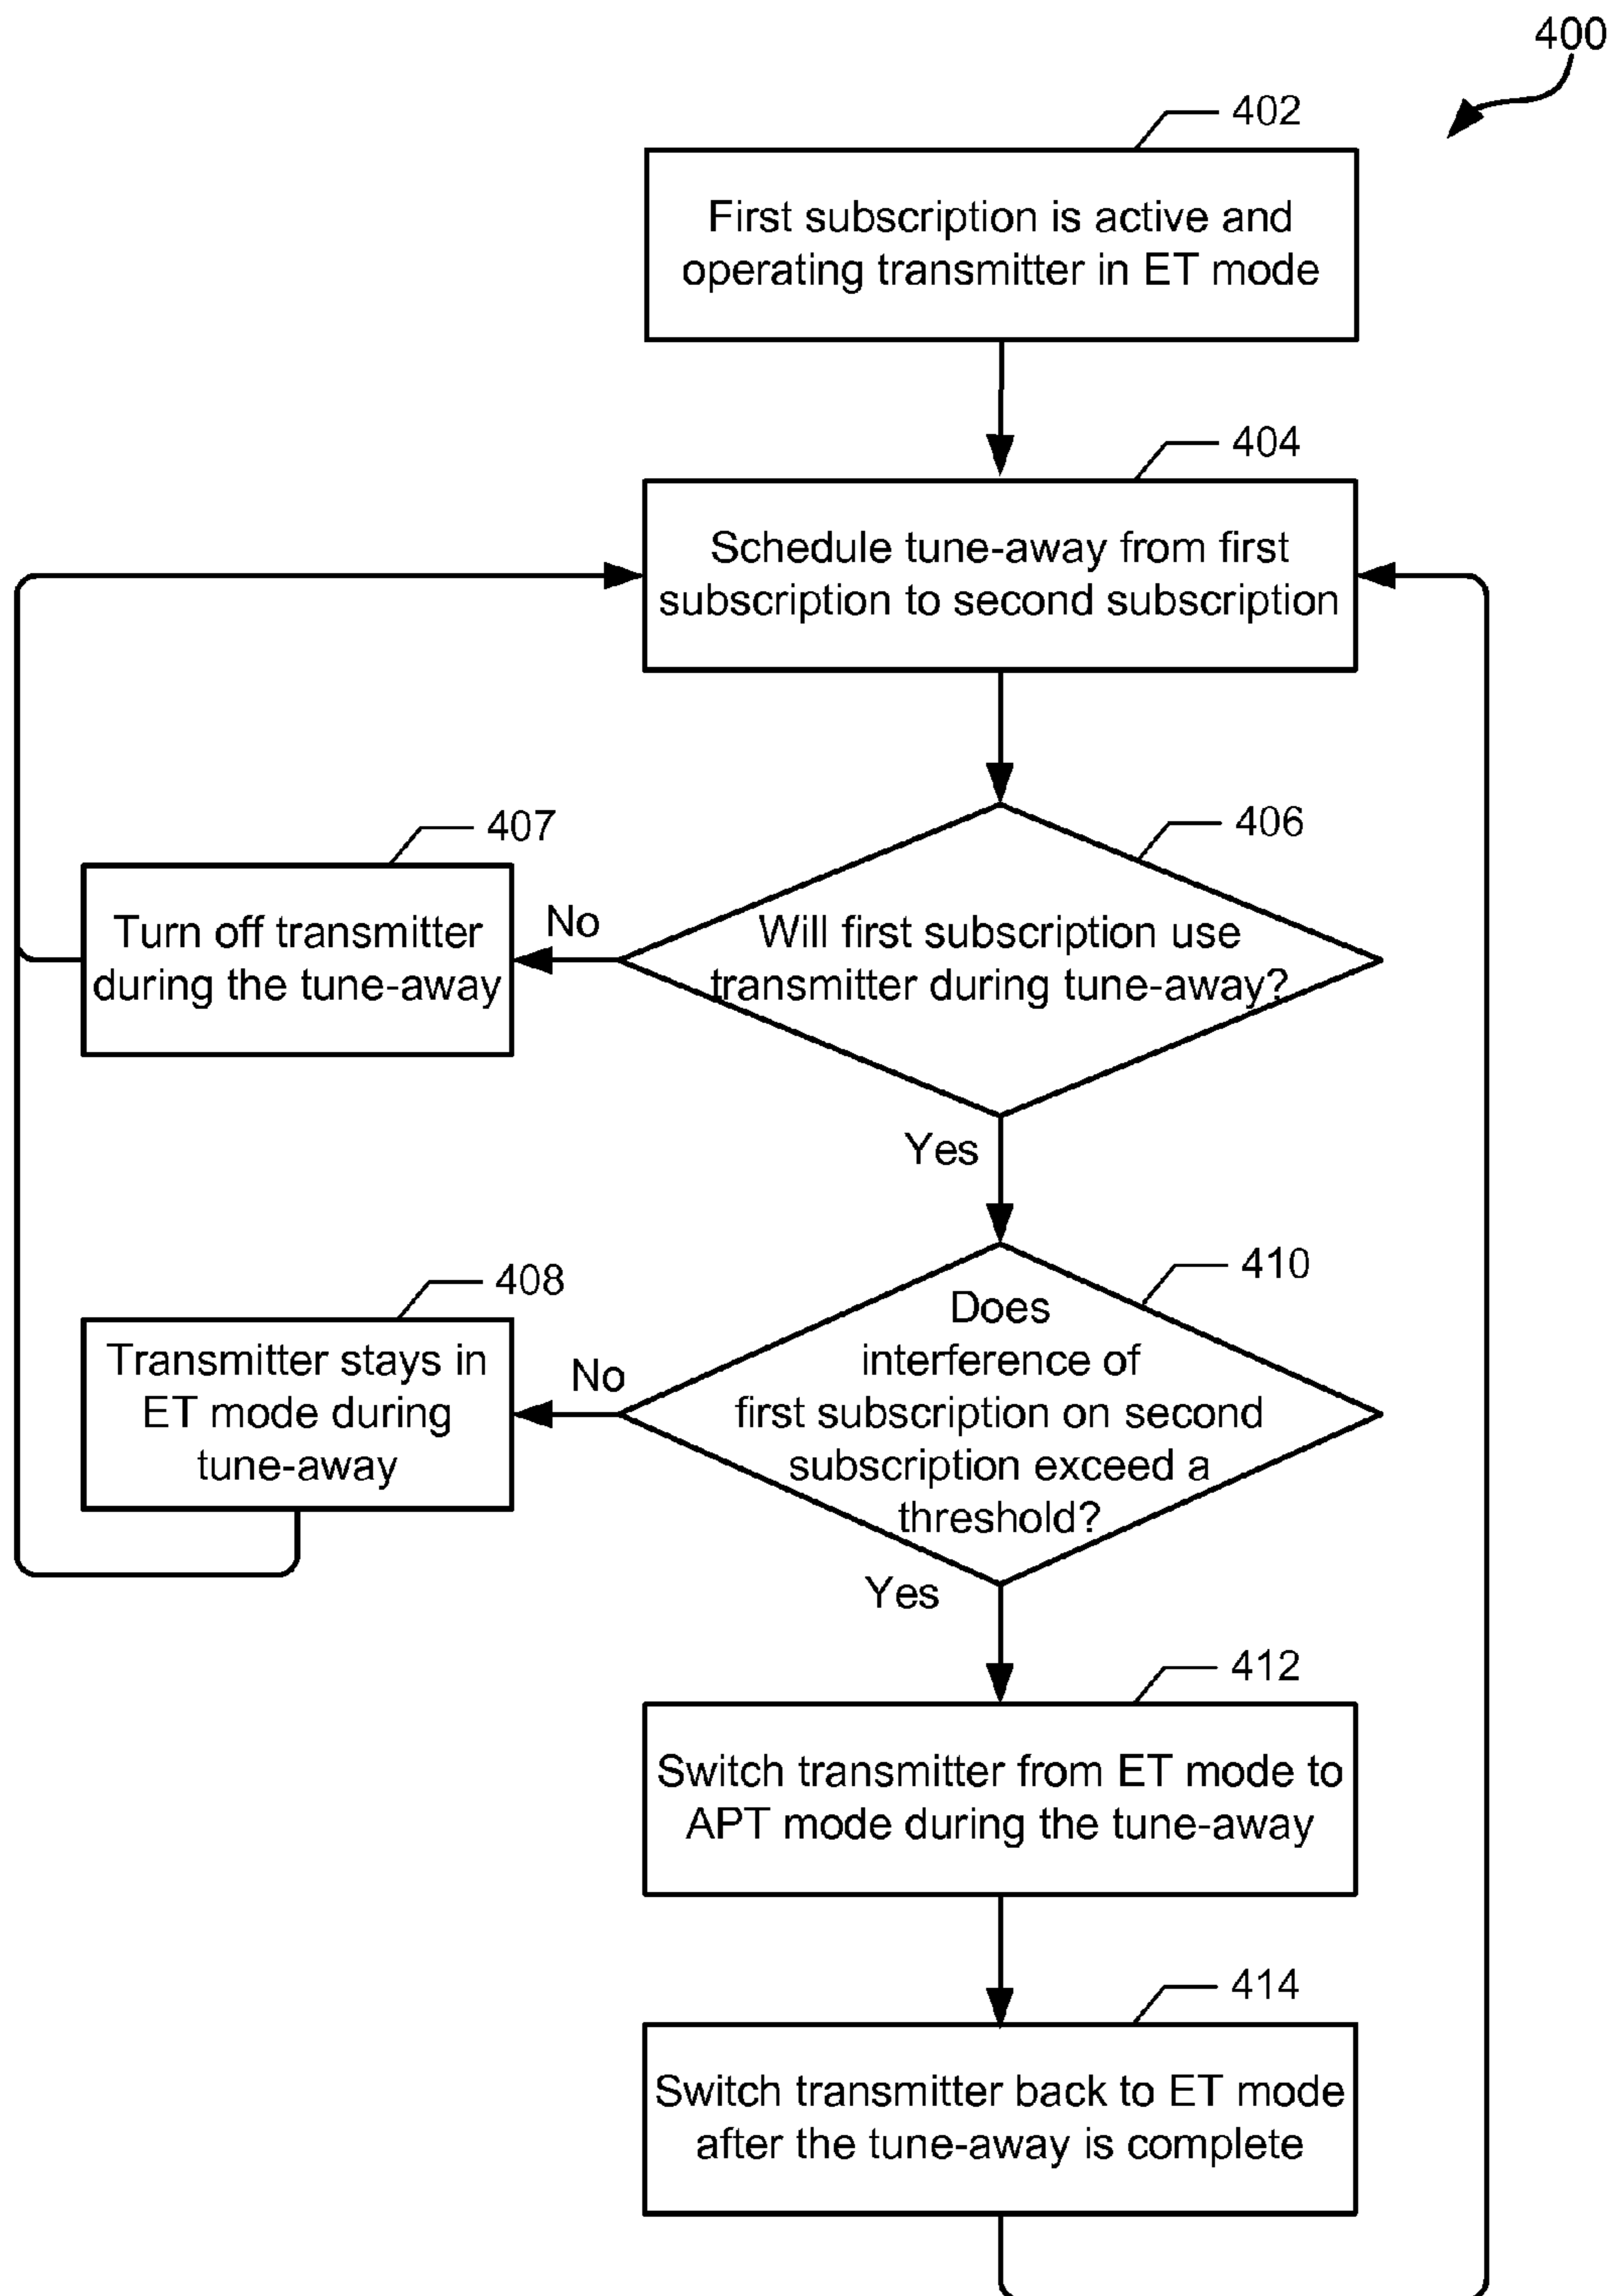 400
402
First subscription is active and
operating transmitter in ET mode
404
Schedule tune-away from first
subscription to second subscription
406
Will first subscription use
transmitter during tune-away?
407
No
Turn off transmitter
during the tune-away
Yes
410
Does
interference of
first subscription on second
subscription exceed a
threshold?
408
No
Transmitter stays in
ET mode during
tune-away
Yes
412
Switch transmitter from ET mode to
APT mode during the tune-away
414
Switch transmitter back to ET mode
after the tune-away is complete